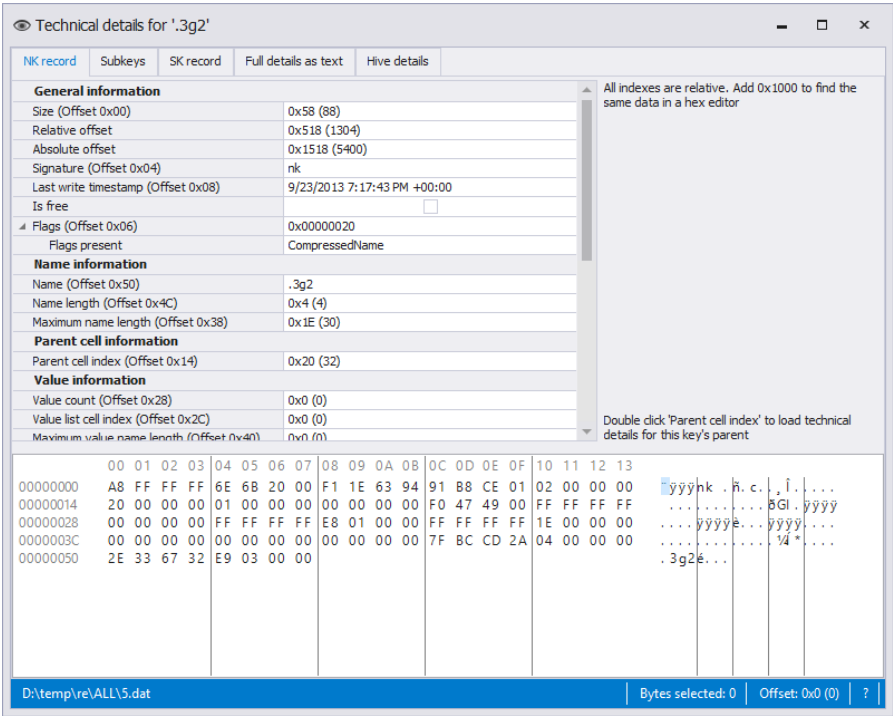 Technical details for '.3g2'
NK record Subkeys SK record Full details as text Hive details
General information
Size (Offset 0x00) 0x58 (88)
Relative offset 0x518 (1304)
Absolute offset 0x1518 (5400)
Signature (Offset 0x04) nk
Last write timestamp (Offset 0x08) 9/23/2013 7:17:43 PM +00:00
Is free
Flags (Offset 0x06) 0x00000020
Flags present CompressedName
Name information
Name (Offset 0x50) .3g2
Name length (Offset 0x4C) 0x4 (4)
Maximum name length (Offset 0x38) 0x1E (30)
Parent cell information
Parent cell index (Offset 0x14) 0x20 (32)
Value information
Value count (Offset 0x28) 0x0 (0)
Value list cell index (Offset 0x2C) 0x0 (0)
Maximum value name length (Offset 0x40) 0x0 (0)
All indexes are relative. Add 0x1000 to find the
same data in a hex editor
Double click 'Parent cell index' to load technical
details for this key's parent
00 01 02 03 04 05 06 07 08 09 0A 0B 0C 0D 0E 0F 10 11 12 13
00000000 A8 FF FF FF 6E 6B 20 00 F1 1E 63 94 91 B8 CE 01 02 00 00 00 ¨ÿÿÿnk .ñ.c..¸Î.....
00000014 20 00 00 00 01 00 00 00 00 00 00 00 F0 47 49 00 FF FF FF FF ............ðGI.ÿÿÿÿ
00000028 00 00 00 00 FF FF FF FF E8 01 00 00 FF FF FF FF 1E 00 00 00 ....ÿÿÿÿè...ÿÿÿÿ....
0000003C 00 00 00 00 00 00 00 00 00 00 00 00 7F BC CD 2A 04 00 00 00 .............¼Í*....
00000050 2E 33 67 32 E9 03 00 00 .3g2é...
D:\temp\re\ALL\5.dat Bytes selected: 0 Offset: 0x0 (0) ?